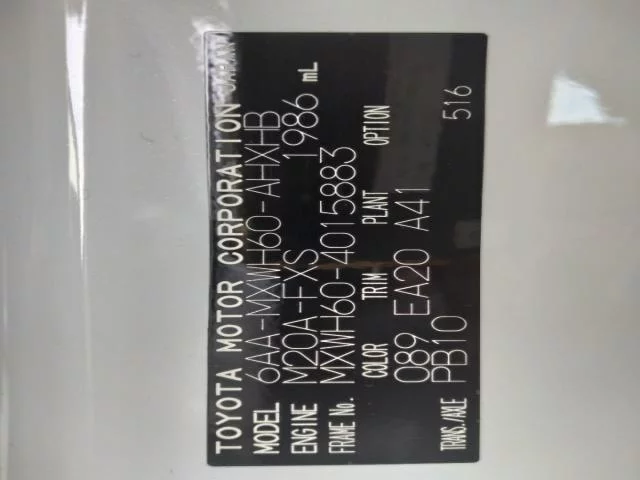 TOYOTA MOTOR CORPORATION JAPAN
MODEL 6AA-MXWH60-AHXHB
ENGINE M20A-FXS 1986 mL
FRAME No. MXWH60-4015883
COLOR TRIM PLANT OPTION
089 EA20 A41
TRANS./AXLE PB10 516